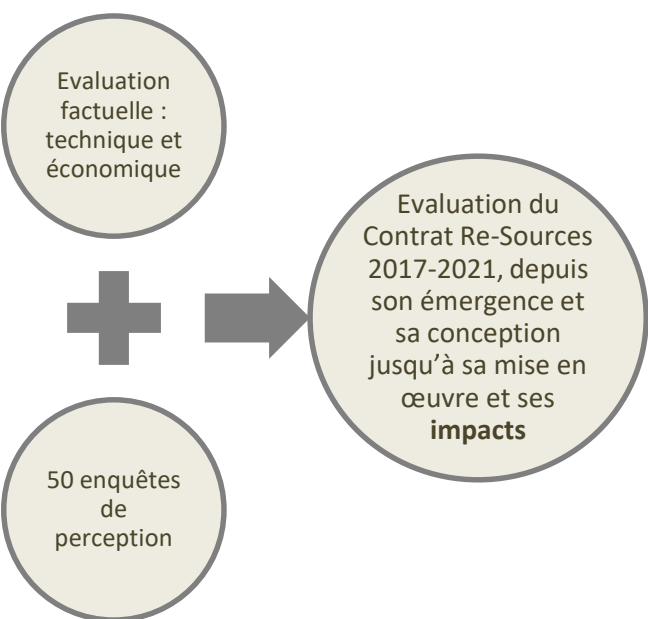 Evaluation
factuelle :
technique et
économique
50 enquêtes
de
perception
Evaluation du
Contrat Re-Sources
2017-2021, depuis
son émergence et
sa conception
jusqu’à sa mise en
œuvre et ses
impacts